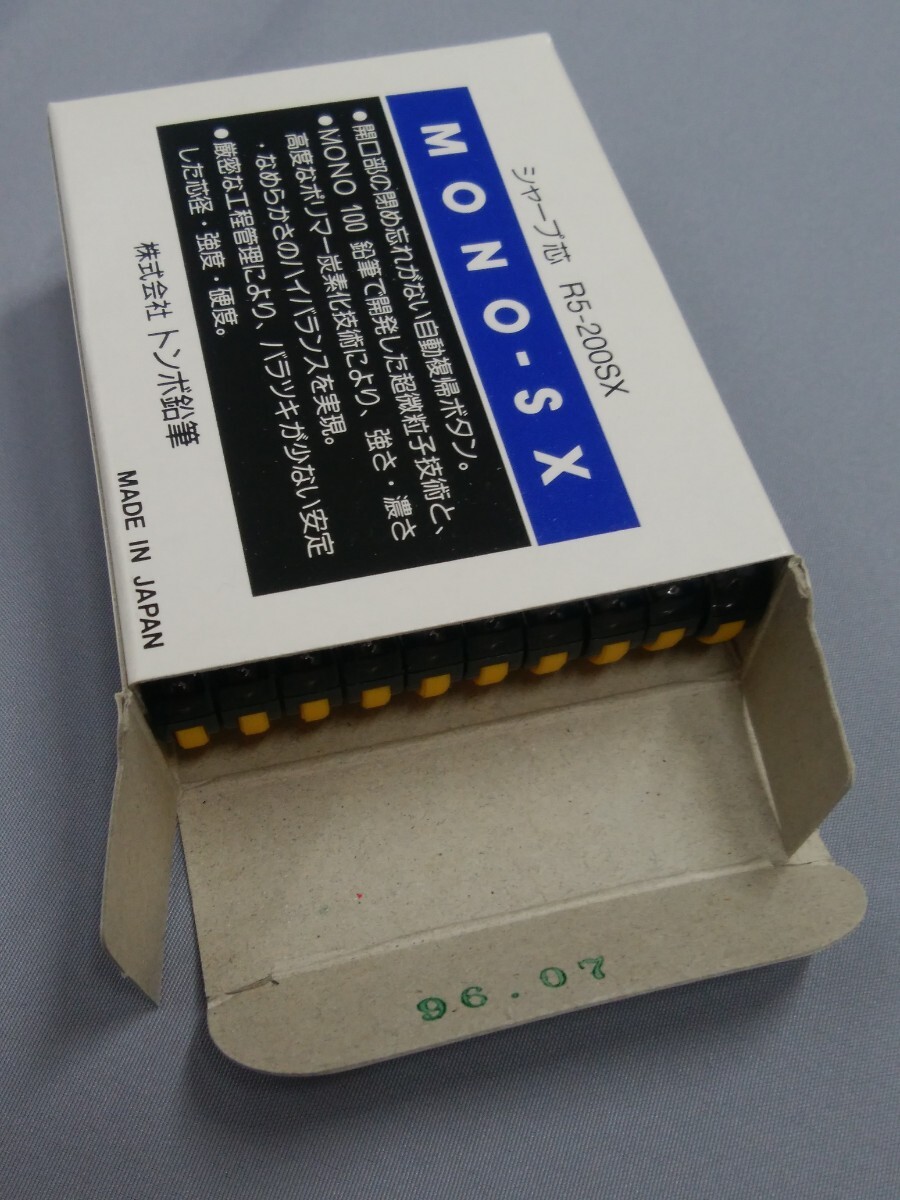 シャープ芯 R5-200SX
MONO-SX
●開口部の閉め忘れがない自動復帰ボタン。
●MONO 100 鉛筆で開発した超微粒子技術と、
高度なポリマー炭素化技術により、強さ・濃さ
・なめらかさのハイバランスを実現。
●厳密な工程管理により、バラツキが少ない安定
した芯径・強度・硬度。
株式会社 トンボ鉛筆
MADE IN JAPAN
96.07